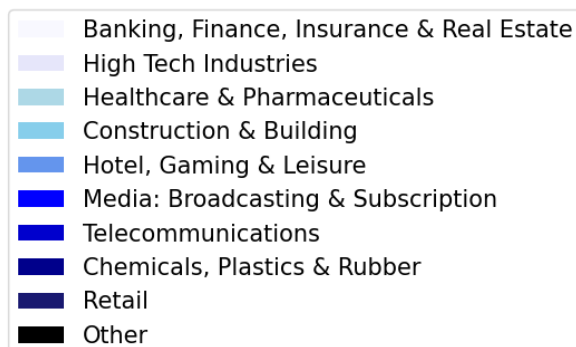 Banking, Finance, Insurance & Real Estate
High Tech Industries
Healthcare & Pharmaceuticals
Construction & Building
Hotel, Gaming & Leisure
Media: Broadcasting & Subscription
Telecommunications
Chemicals, Plastics & Rubber
Retail
Other